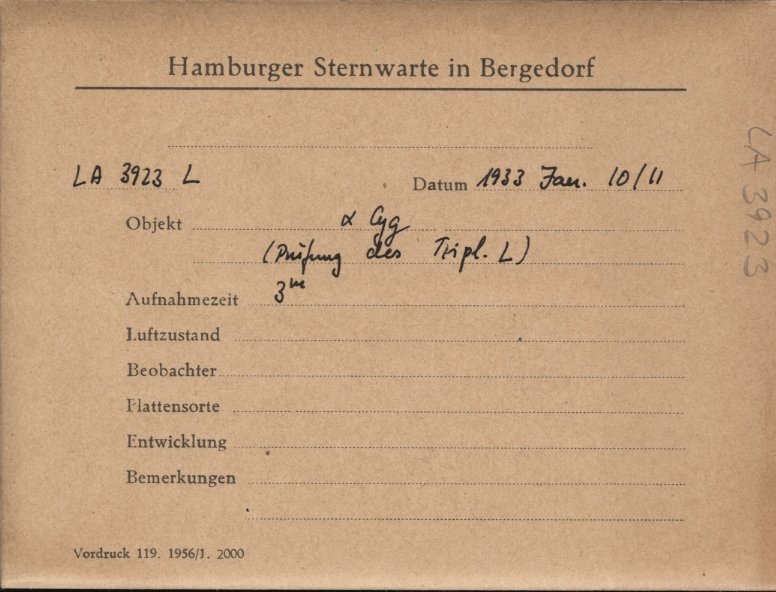 Hamburger Sternwarte in Bergedorf
LA 3923 L Datum 1933 Jan. 10/11
Objekt α Cyg
(Prüfung des Tripl. L)
Aufnahmezeit 3m
Luftzustand
Beobachter
Plattensorte
Entwicklung
Bemerkungen
Vordruck 119. 1956/1. 2000
LA 3923